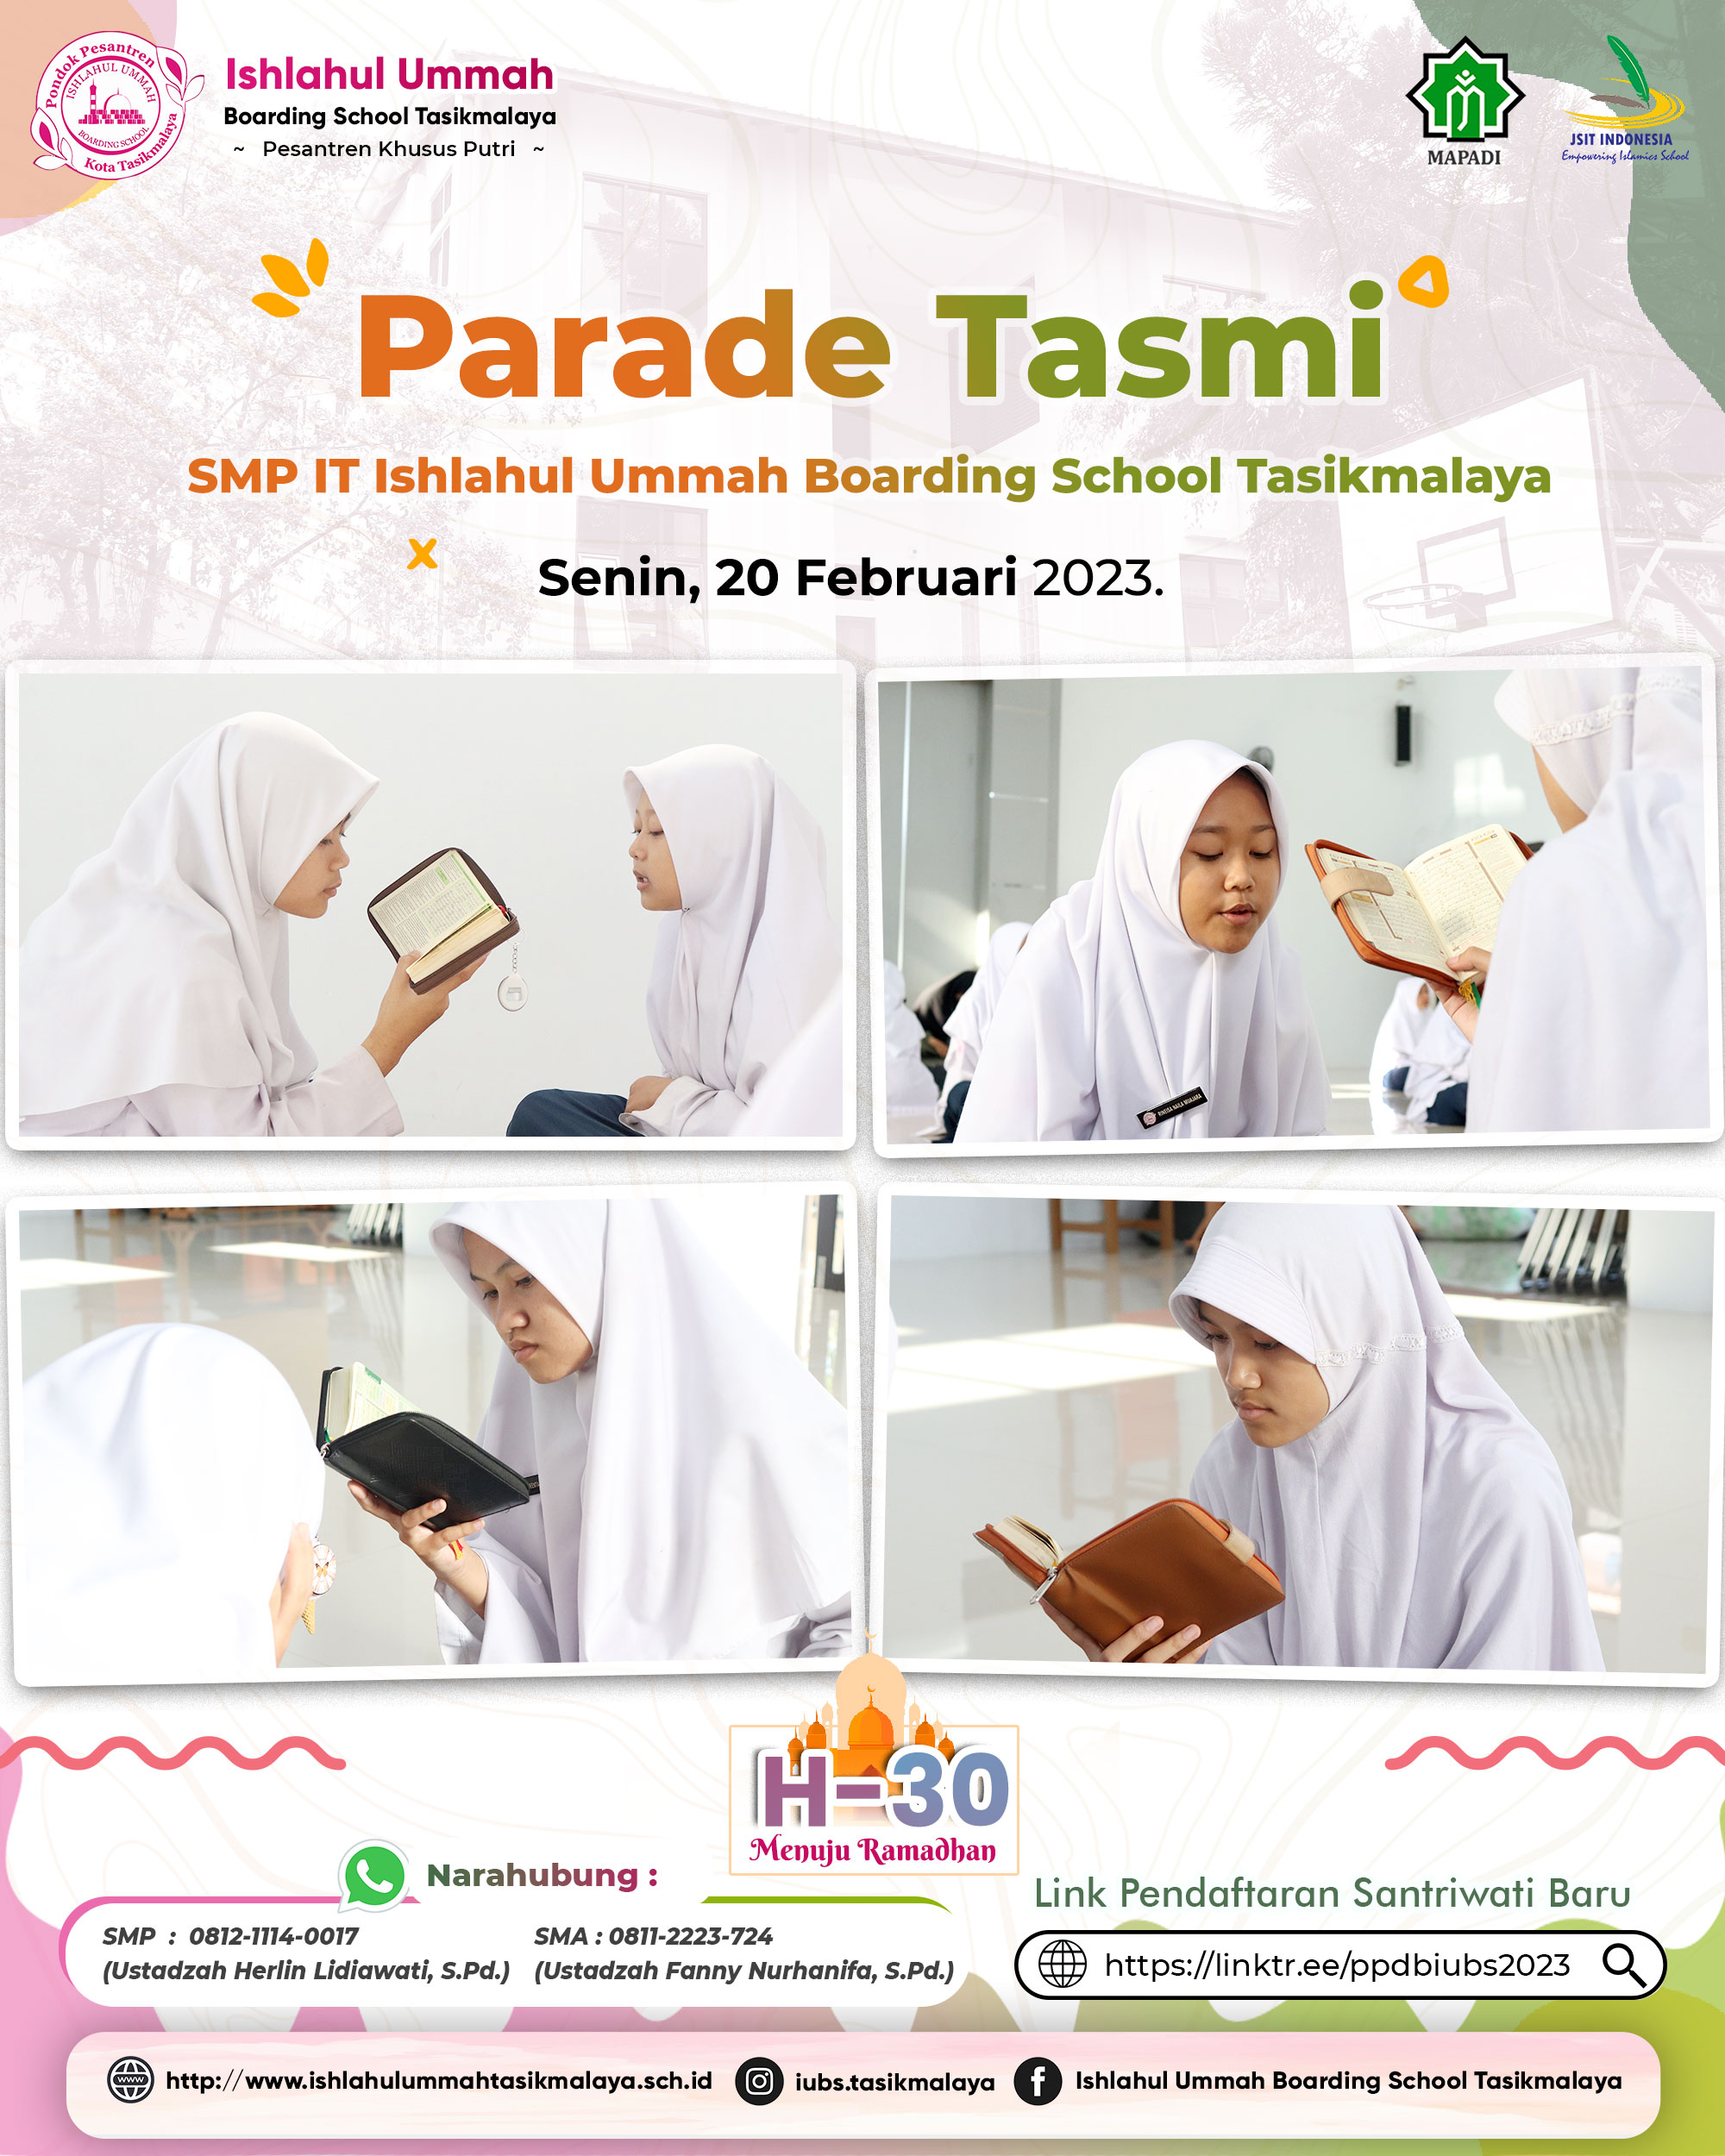 Pondok Pesantren
ISHLAHUL UMMAH
BOARDING SCHOOL
Kota Tasikmalaya
Ishlahul Ummah
Boarding School Tasikmalaya
~ Pesantren Khusus Putri ~
MAPADI
JSIT INDONESIA
Empowering Islamics School
Parade Tasmi
SMP IT Ishlahul Ummah Boarding School Tasikmalaya
Senin, 20 Februari 2023.
H-30
Menuju Ramadhan
Narahubung :
SMP : 0812-1114-0017
(Ustadzah Herlin Lidiawati, S.Pd.)
SMA : 0811-2223-724
(Ustadzah Fanny Nurhanifa, S.Pd.)
Link Pendaftaran Santriwati Baru
https://linktr.ee/ppdbiubs2023
www
http://www.ishlahulummahtasikmalaya.sch.id
iubs.tasikmalaya
Ishlahul Ummah Boarding School Tasikmalaya